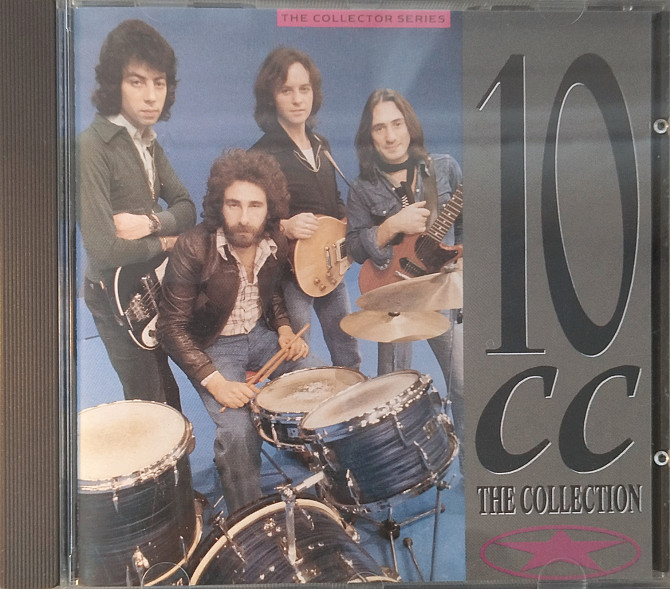 THE COLLECTOR SERIES
10
cc
THE COLLECTION